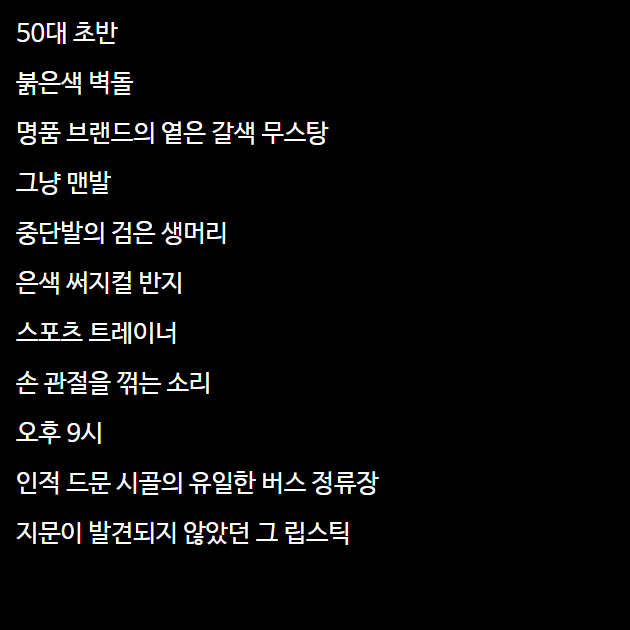 50대 초반
붉은색 벽돌
명품 브랜드의 옅은 갈색 무스탕
그냥 맨발
중단발의 검은 생머리
은색 써지컬 반지
스포츠 트레이너
손 관절을 꺾는 소리
오후 9시
인적 드문 시골의 유일한 버스 정류장
지문이 발견되지 않았던 그 립스틱